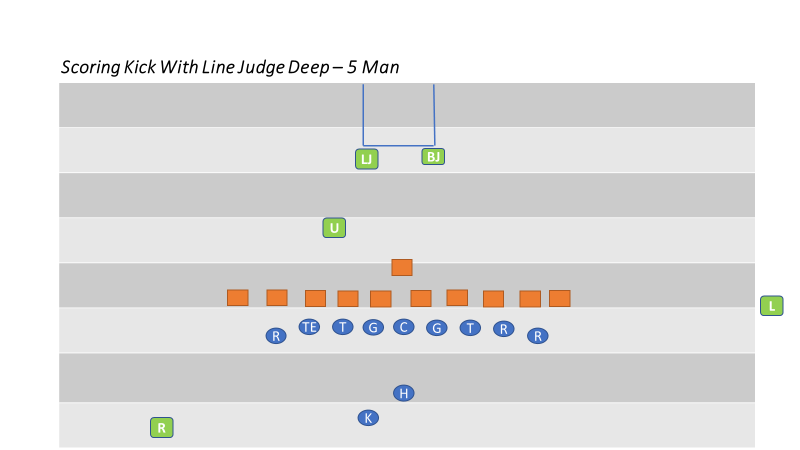 Scoring Kick With Line Judge Deep – 5 Man
LJ BJ
U
L
R TE T G C G T R R
H
K
R